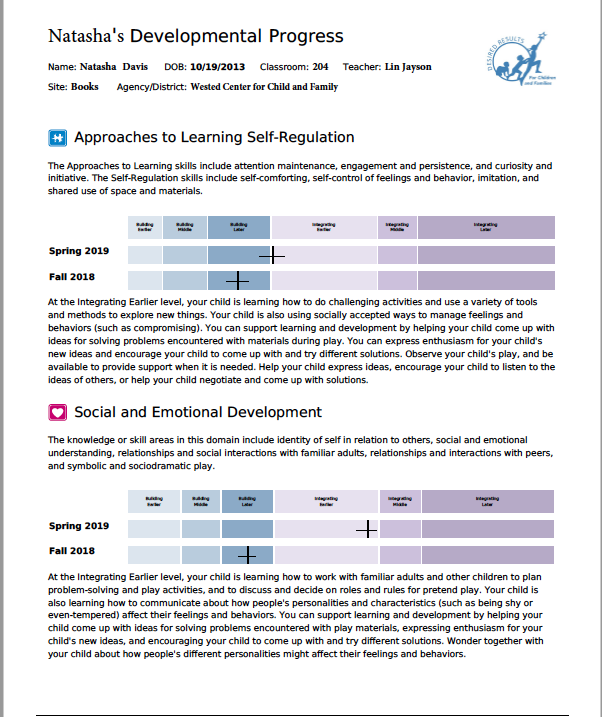 Natasha's Developmental Progress
DESIRED RESULTS
For Children
and Families
Name: Natasha Davis DOB: 10/19/2013 Classroom: 204 Teacher: Lin Jayson
Site: Books Agency/District: Wested Center for Child and Family
Approaches to Learning Self-Regulation
The Approaches to Learning skills include attention maintenance, engagement and persistence, and curiosity and
initiative. The Self-Regulation skills include self-comforting, self-control of feelings and behavior, imitation, and
shared use of space and materials.
Building Earlier Building Middle Building Later Integrating Earlier Integrating Middle Integrating Later
Spring 2019
Fall 2018
At the Integrating Earlier level, your child is learning how to do challenging activities and use a variety of tools
and methods to explore new things. Your child is also using socially accepted ways to manage feelings and
behaviors (such as compromising). You can support learning and development by helping your child come up with
ideas for solving problems encountered with materials during play. You can express enthusiasm for your child's
new ideas and encourage your child to come up with and try different solutions. Observe your child's play, and be
available to provide support when it is needed. Help your child express ideas, encourage your child to listen to the
ideas of others, or help your child negotiate and come up with solutions.
Social and Emotional Development
The knowledge or skill areas in this domain include identity of self in relation to others, social and emotional
understanding, relationships and social interactions with familiar adults, relationships and interactions with peers,
and symbolic and sociodramatic play.
Building Earlier Building Middle Building Later Integrating Earlier Integrating Middle Integrating Later
Spring 2019
Fall 2018
At the Integrating Earlier level, your child is learning how to work with familiar adults and other children to plan
problem-solving and play activities, and to discuss and decide on roles and rules for pretend play. Your child is
also learning how to communicate about how people's personalities and characteristics (such as being shy or
even-tempered) affect their feelings and behaviors. You can support learning and development by helping your
child come up with ideas for solving problems encountered with play materials, expressing enthusiasm for your
child's new ideas, and encouraging your child to come up with and try different solutions. Wonder together with
your child about how people's different personalities might affect their feelings and behaviors.